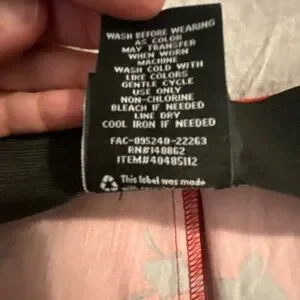 WASH BEFORE WEARING
AS COLOR
MAY TRANSFER
WHEN WORN
MACHINE
WASH COLD WITH
LIKE COLORS
GENTLE CYCLE
USE ONLY
NON-CHLORINE
BLEACH IF NEEDED
LINE DRY
COOL IRON IF NEEDED
FAC-095240-22263
RN#148862
ITEM#40485112
This label was made
with